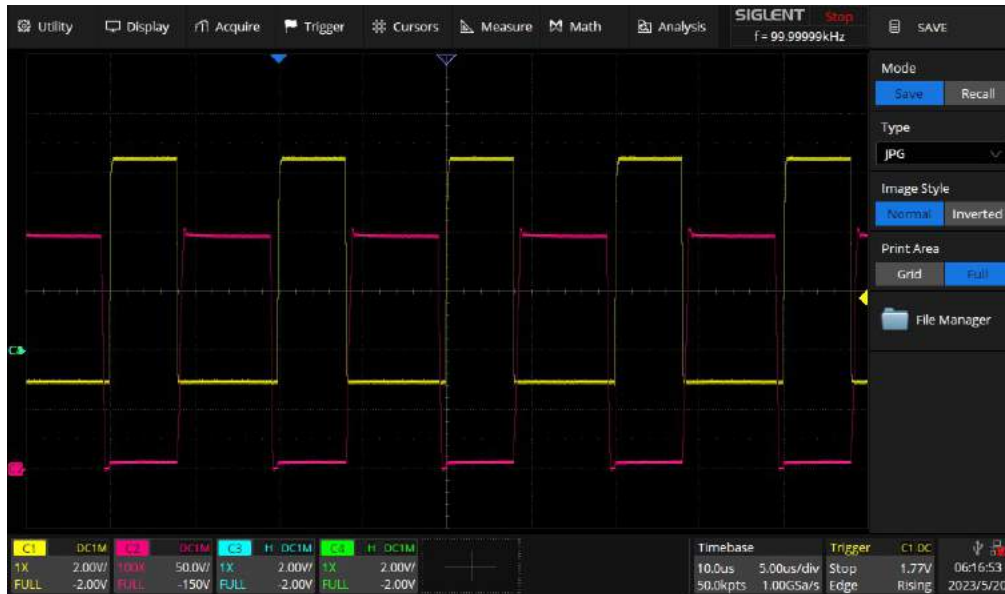 Utility Display Acquire Trigger Cursors Measure Math Analysis
SIGLENT Stop
f = 99.99999kHz
SAVE
Mode
Save Recall
Type
JPG
Image Style
Normal Inverted
Print Area
Grid Full
File Manager
C1 DC1M
1X 2.00V/
FULL -2.00V
C2 DC1M
100X 50.0V/
FULL -150V
C3 H DC1M
1X 2.00V/
FULL -2.00V
C4 H DC1M
1X 2.00V/
FULL -2.00V
Timebase
10.0us 5.00us/div
50.0kpts 1.00GSa/s
Trigger C1 DC
Stop 1.77V
Edge Rising
06:16:53
2023/5/20